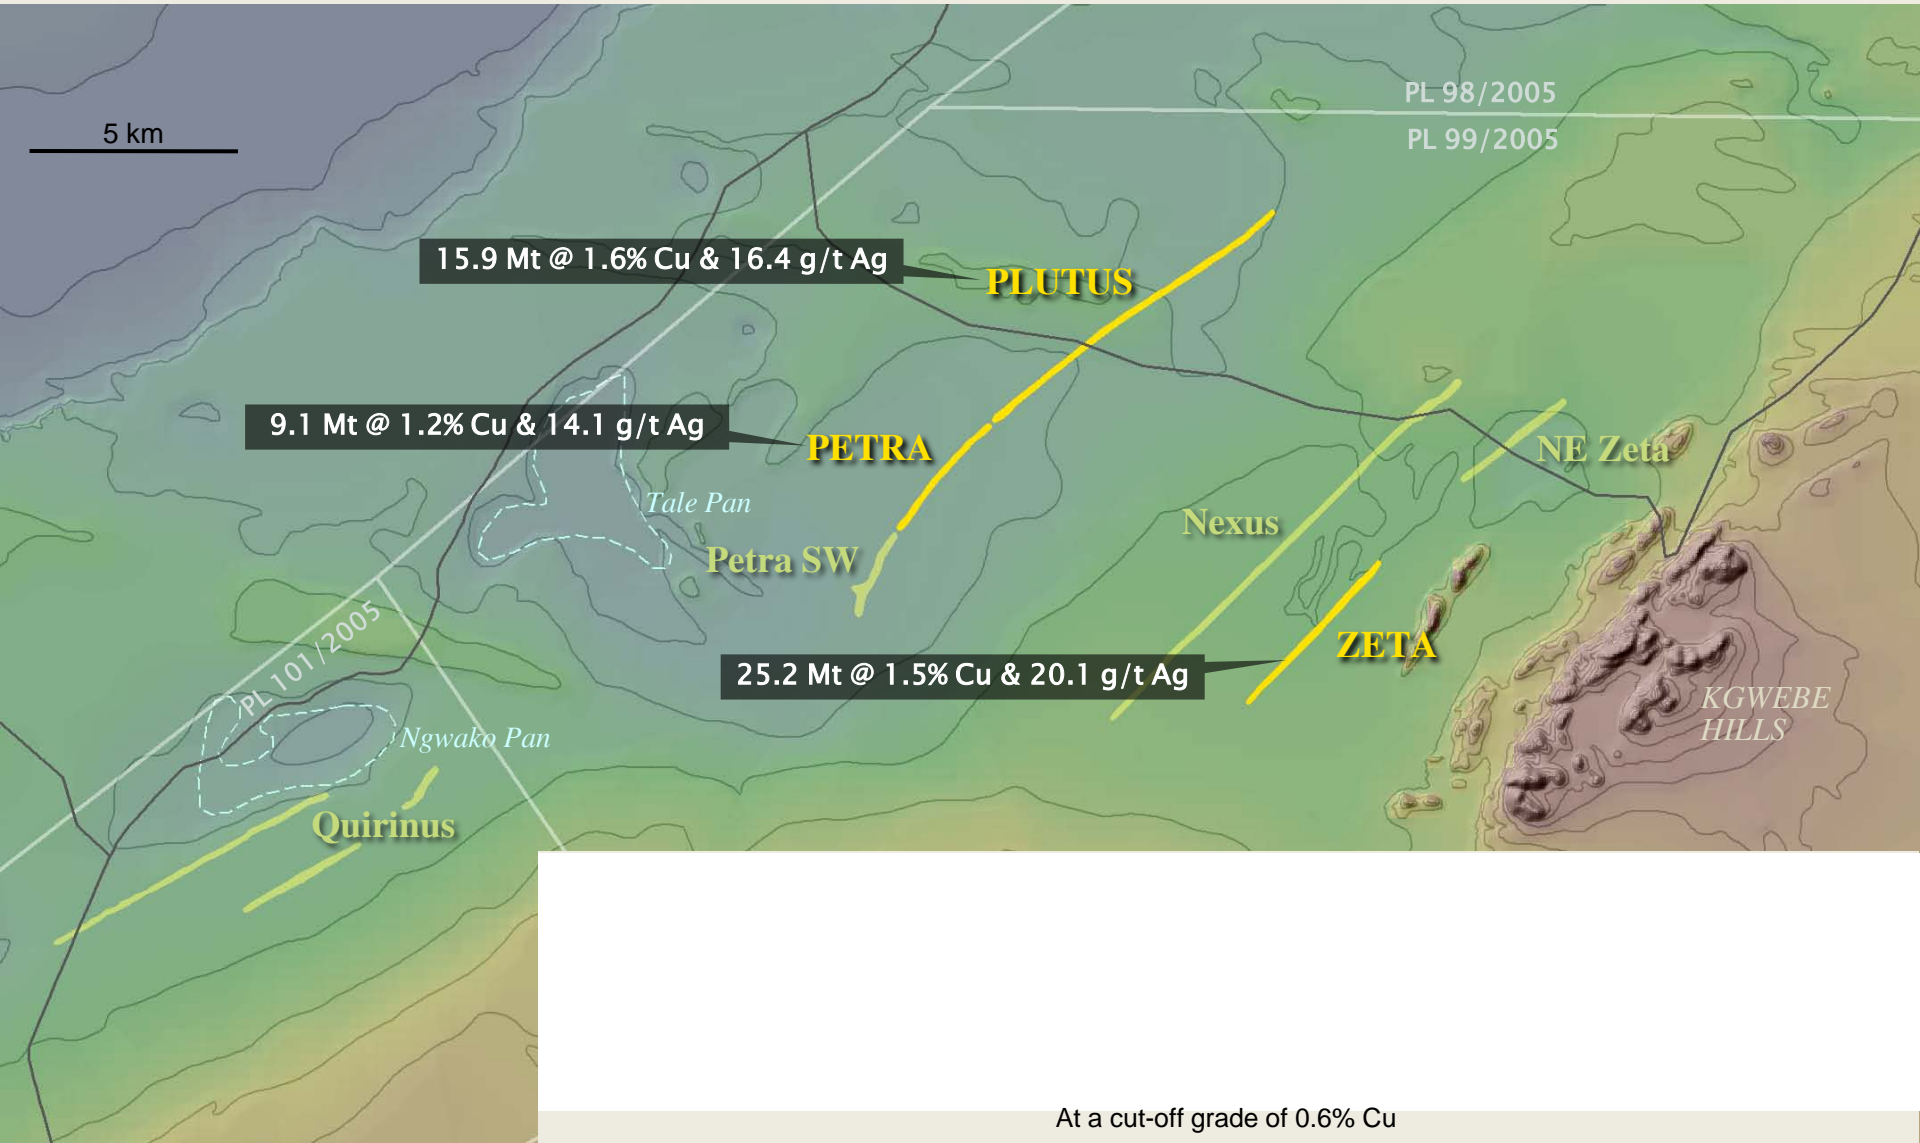 PL 98/2005
5 km
PL 99/2005
15.9 Mt @ 1.6% Cu & 16.4 g/t Ag
PLUTUS
9.1 Mt @ 1.2% Cu & 14.1 g/t Ag
PETRA
NE Zeta
Tale Pan
Nexus
Petra SW
PL 101/2005
ZETA
25.2 Mt @ 1.5% Cu & 20.1 g/t Ag
KGWEBE
HILLS
Ngwako Pan
Quirinus
At a cut-off grade of 0.6% Cu